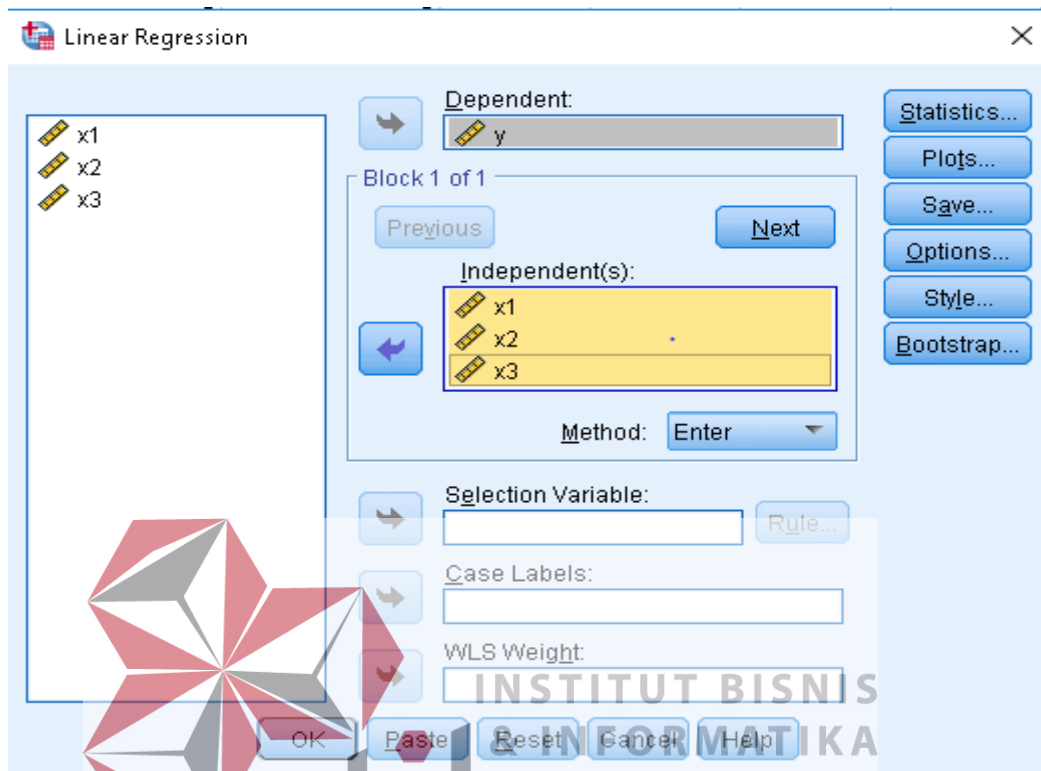 Linear Regression
x1
x2
x3
Dependent:
y
Block 1 of 1
Previous
Next
Independent(s):
x1
x2
x3
Method: Enter
Selection Variable:
Rule...
Case Labels:
WLS Weight:
Statistics...
Plots...
Save...
Options...
Style...
Bootstrap...
INSTITUT BISNIS
& INFORMATIKA
OK Paste Reset Cancel Help